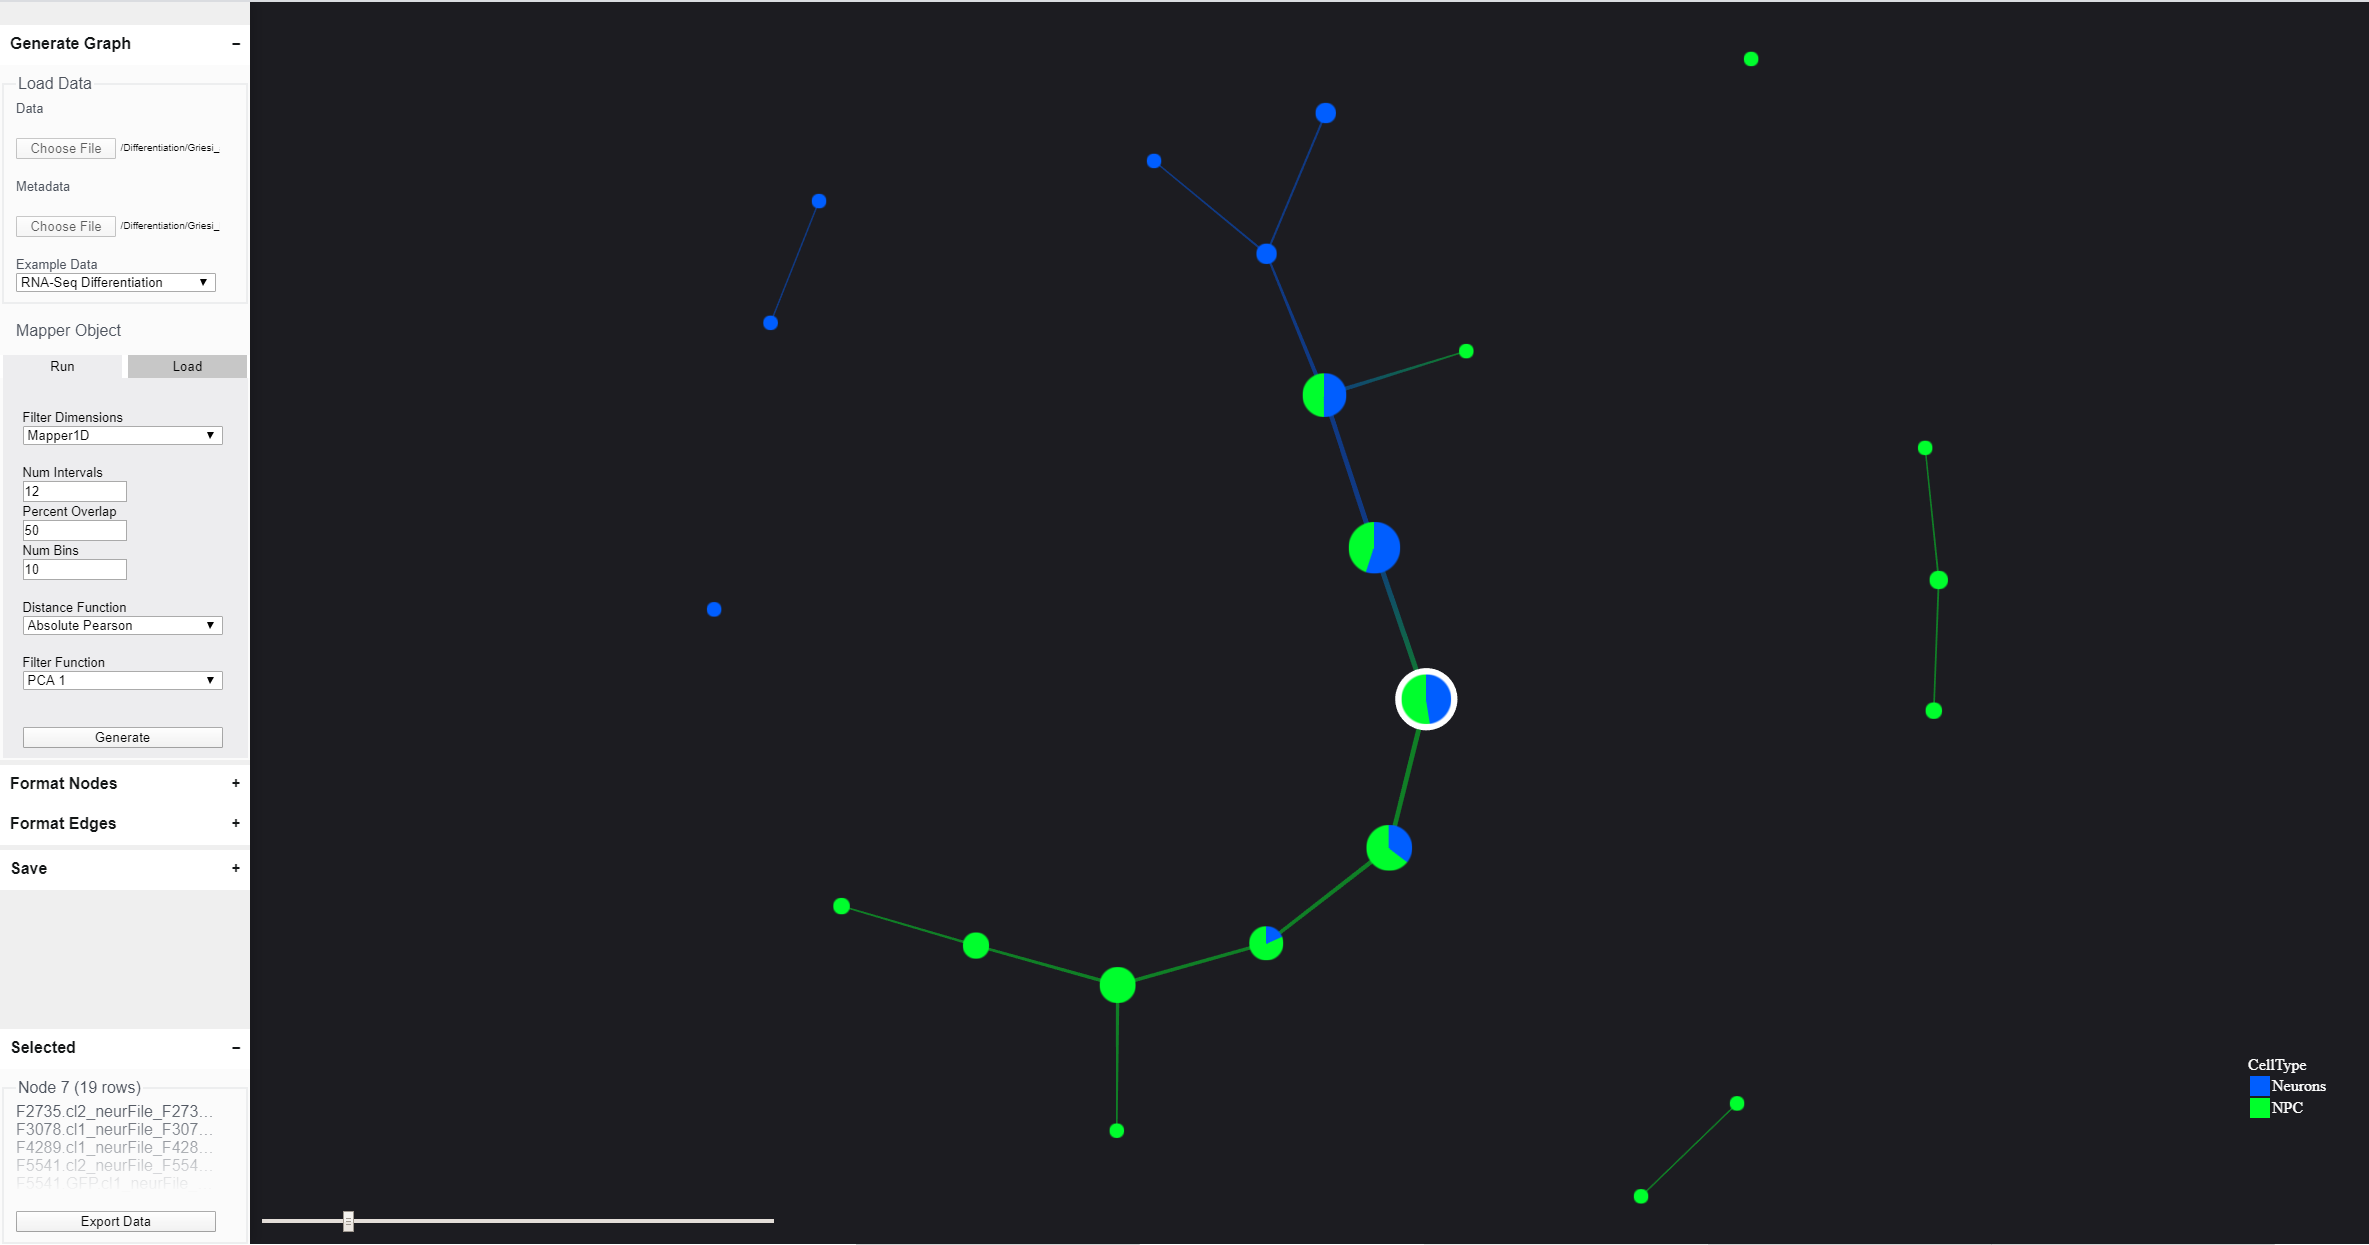 Generate Graph −
Load Data
Data
Choose File /Differentiation/Griesi_
Metadata
Choose File /Differentiation/Griesi_
Example Data
RNA-Seq Differentiation
Mapper Object
Run Load
Filter Dimensions
Mapper1D
Num Intervals
12
Percent Overlap
50
Num Bins
10
Distance Function
Absolute Pearson
Filter Function
PCA 1
Generate
Format Nodes +
Format Edges +
Save +
Selected −
Node 7 (19 rows)
F2735.cl2_neurFile_F273...
F3078.cl1_neurFile_F307...
F4289.cl1_neurFile_F428...
F5541.cl2_neurFile_F554...
F5541.GFP.cl1_neurFile...
Export Data
CellType
Neurons
NPC